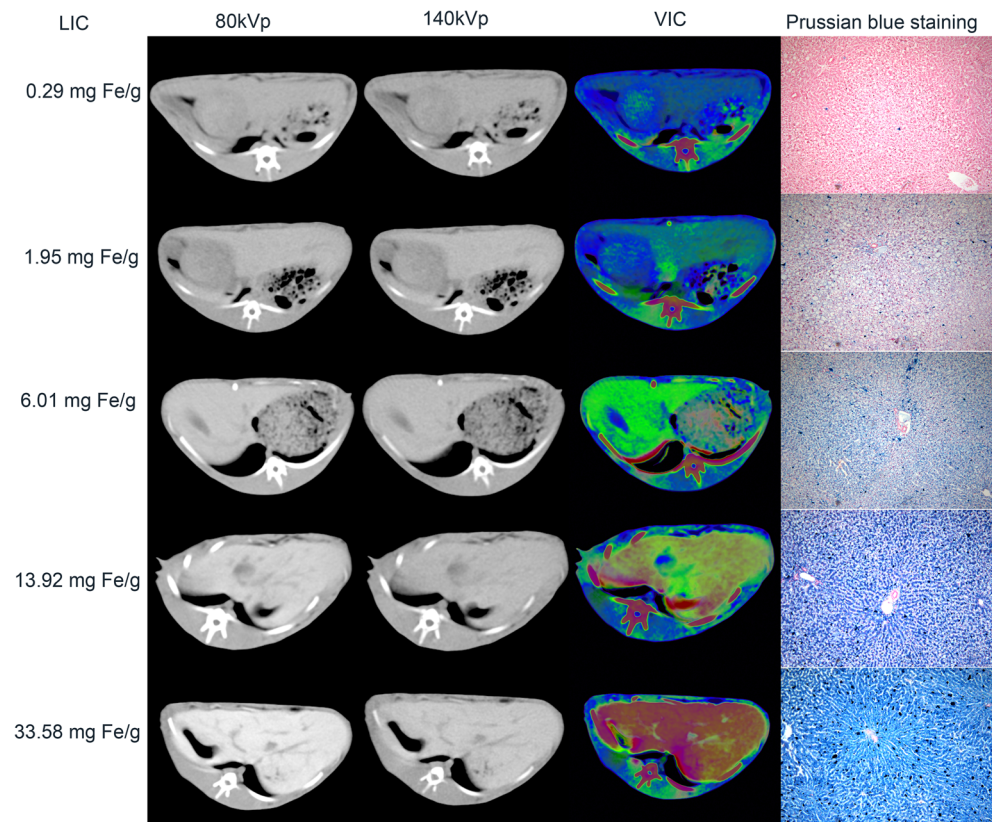 LIC 80kVp 140kVp VIC Prussian blue staining
0.29 mg Fe/g
1.95 mg Fe/g
6.01 mg Fe/g
13.92 mg Fe/g
33.58 mg Fe/g